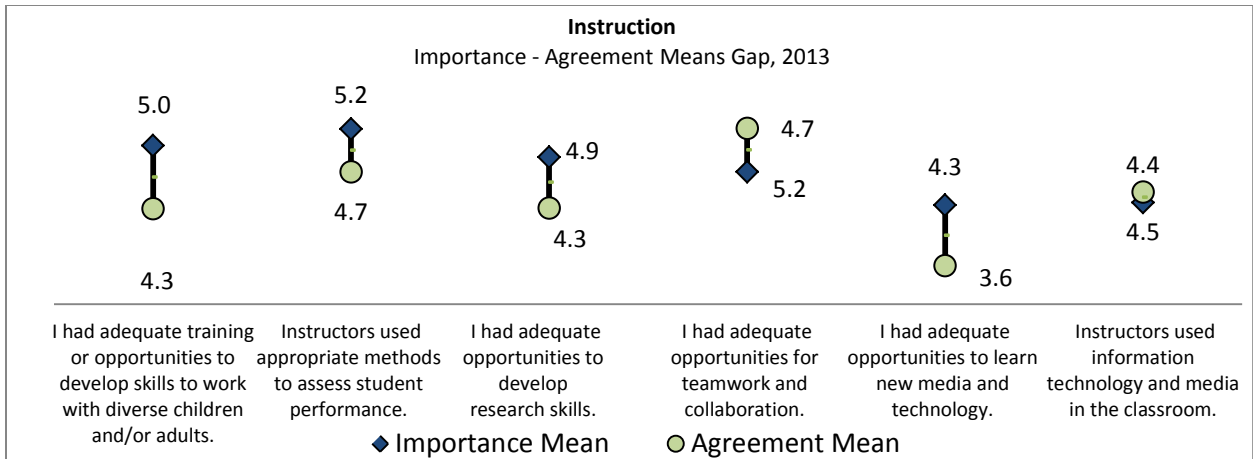 Instruction
Importance - Agreement Means Gap, 2013
5.0
4.3
5.2
4.7
4.9
4.3
4.7
5.2
4.3
3.6
4.4
4.5
I had adequate training
or opportunities to
develop skills to work
with diverse children
and/or adults.
Instructors used
appropriate methods
to assess student
performance.
I had adequate
opportunities to
develop
research skills.
I had adequate
opportunities for
teamwork and
collaboration.
I had adequate
opportunities to learn
new media and
technology.
Instructors used
information
technology and media
in the classroom.
Importance Mean
Agreement Mean